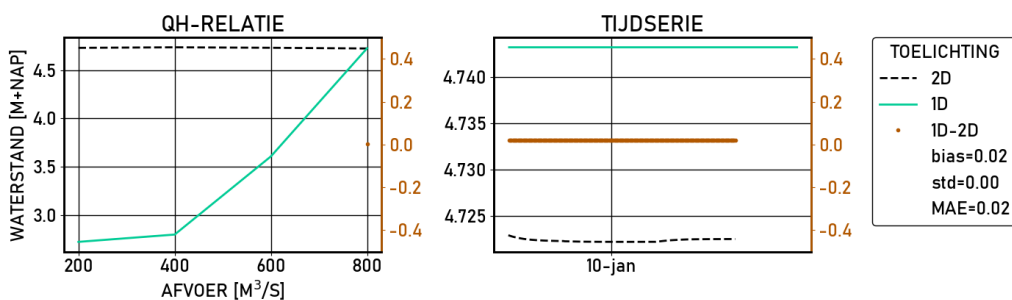 QH-RELATIE
TIJDSERIE
WATERSTAND [M+NAP]
4.5
4.0
3.5
3.0
0.4
0.2
0.0
−0.2
−0.4
200
400
600
800
AFVOER [M³/S]
4.740
4.735
4.730
4.725
0.4
0.2
0.0
−0.2
−0.4
10-jan
TOELICHTING
2D
1D
1D-2D
bias=0.02
std=0.00
MAE=0.02